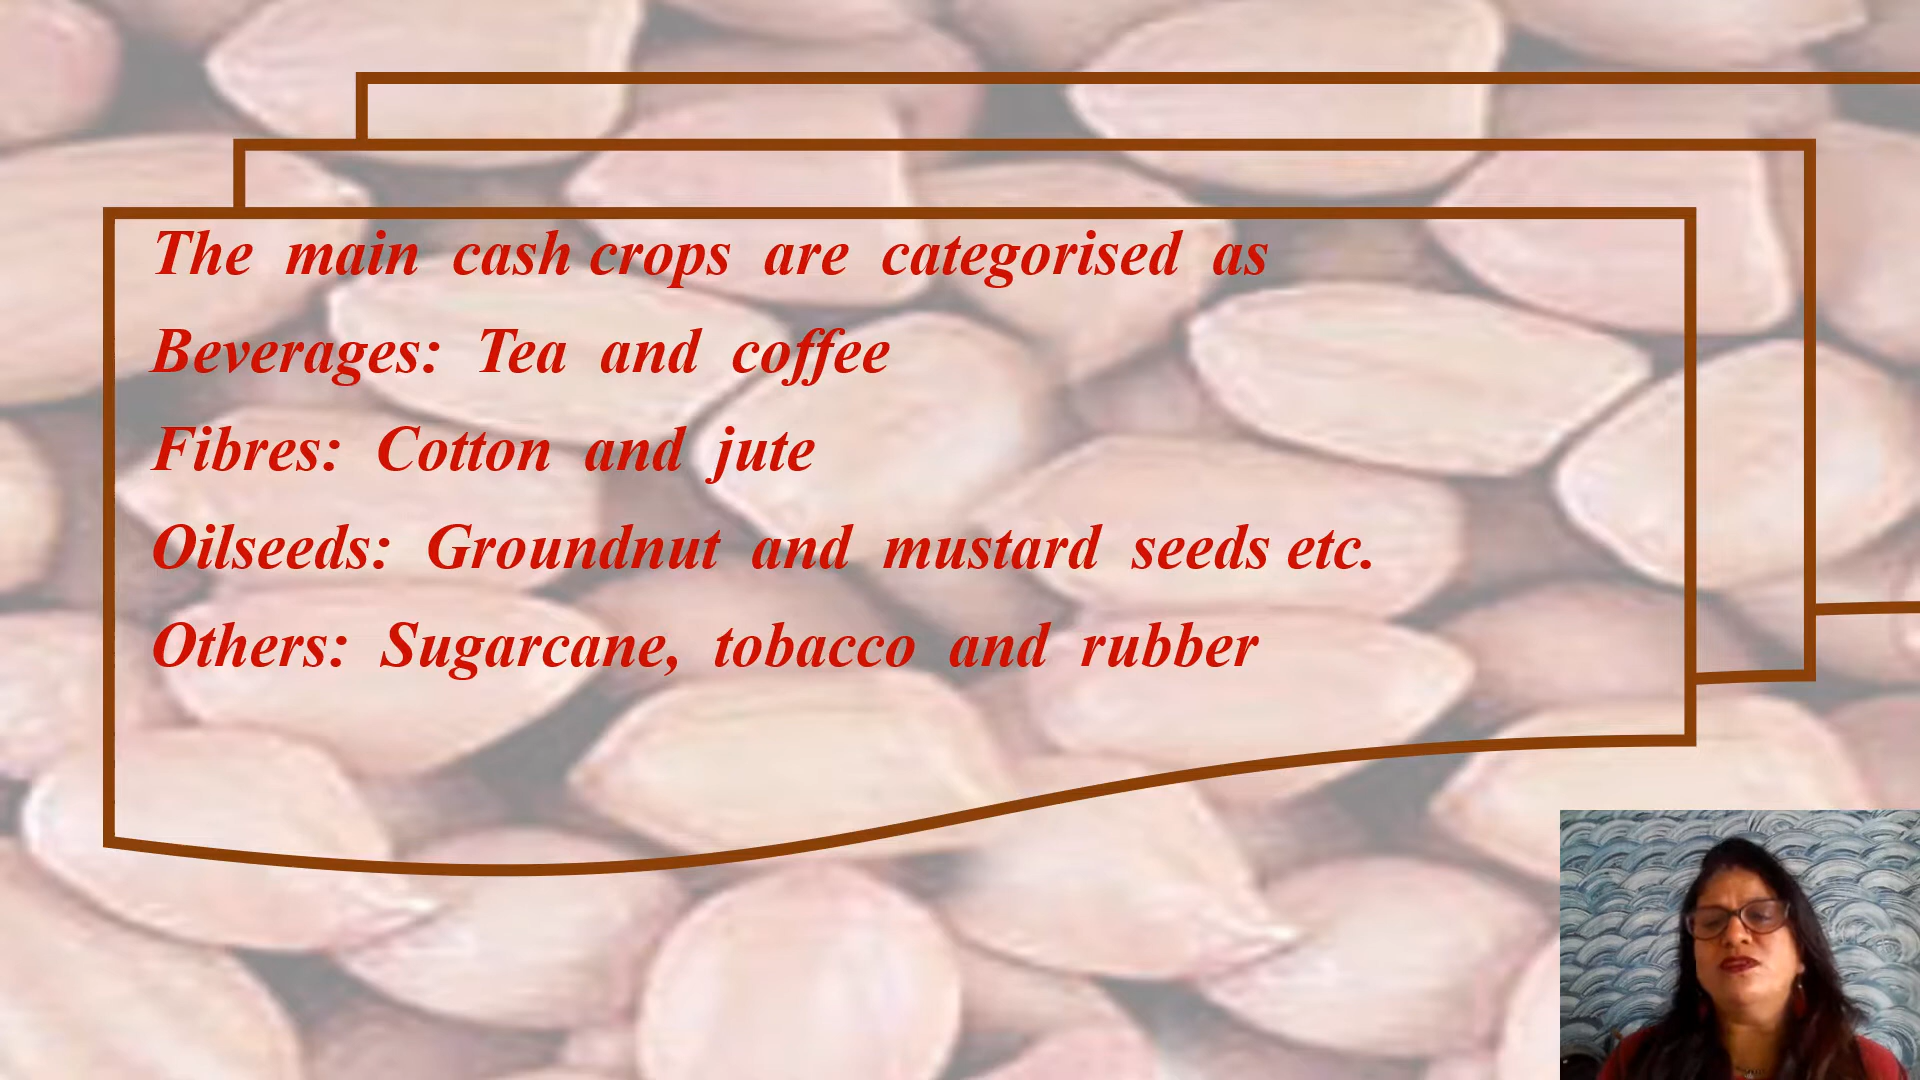 The main cash crops are categorised as
Beverages: Tea and coffee
Fibres: Cotton and jute
Oilseeds: Groundnut and mustard seeds etc.
Others: Sugarcane, tobacco and rubber